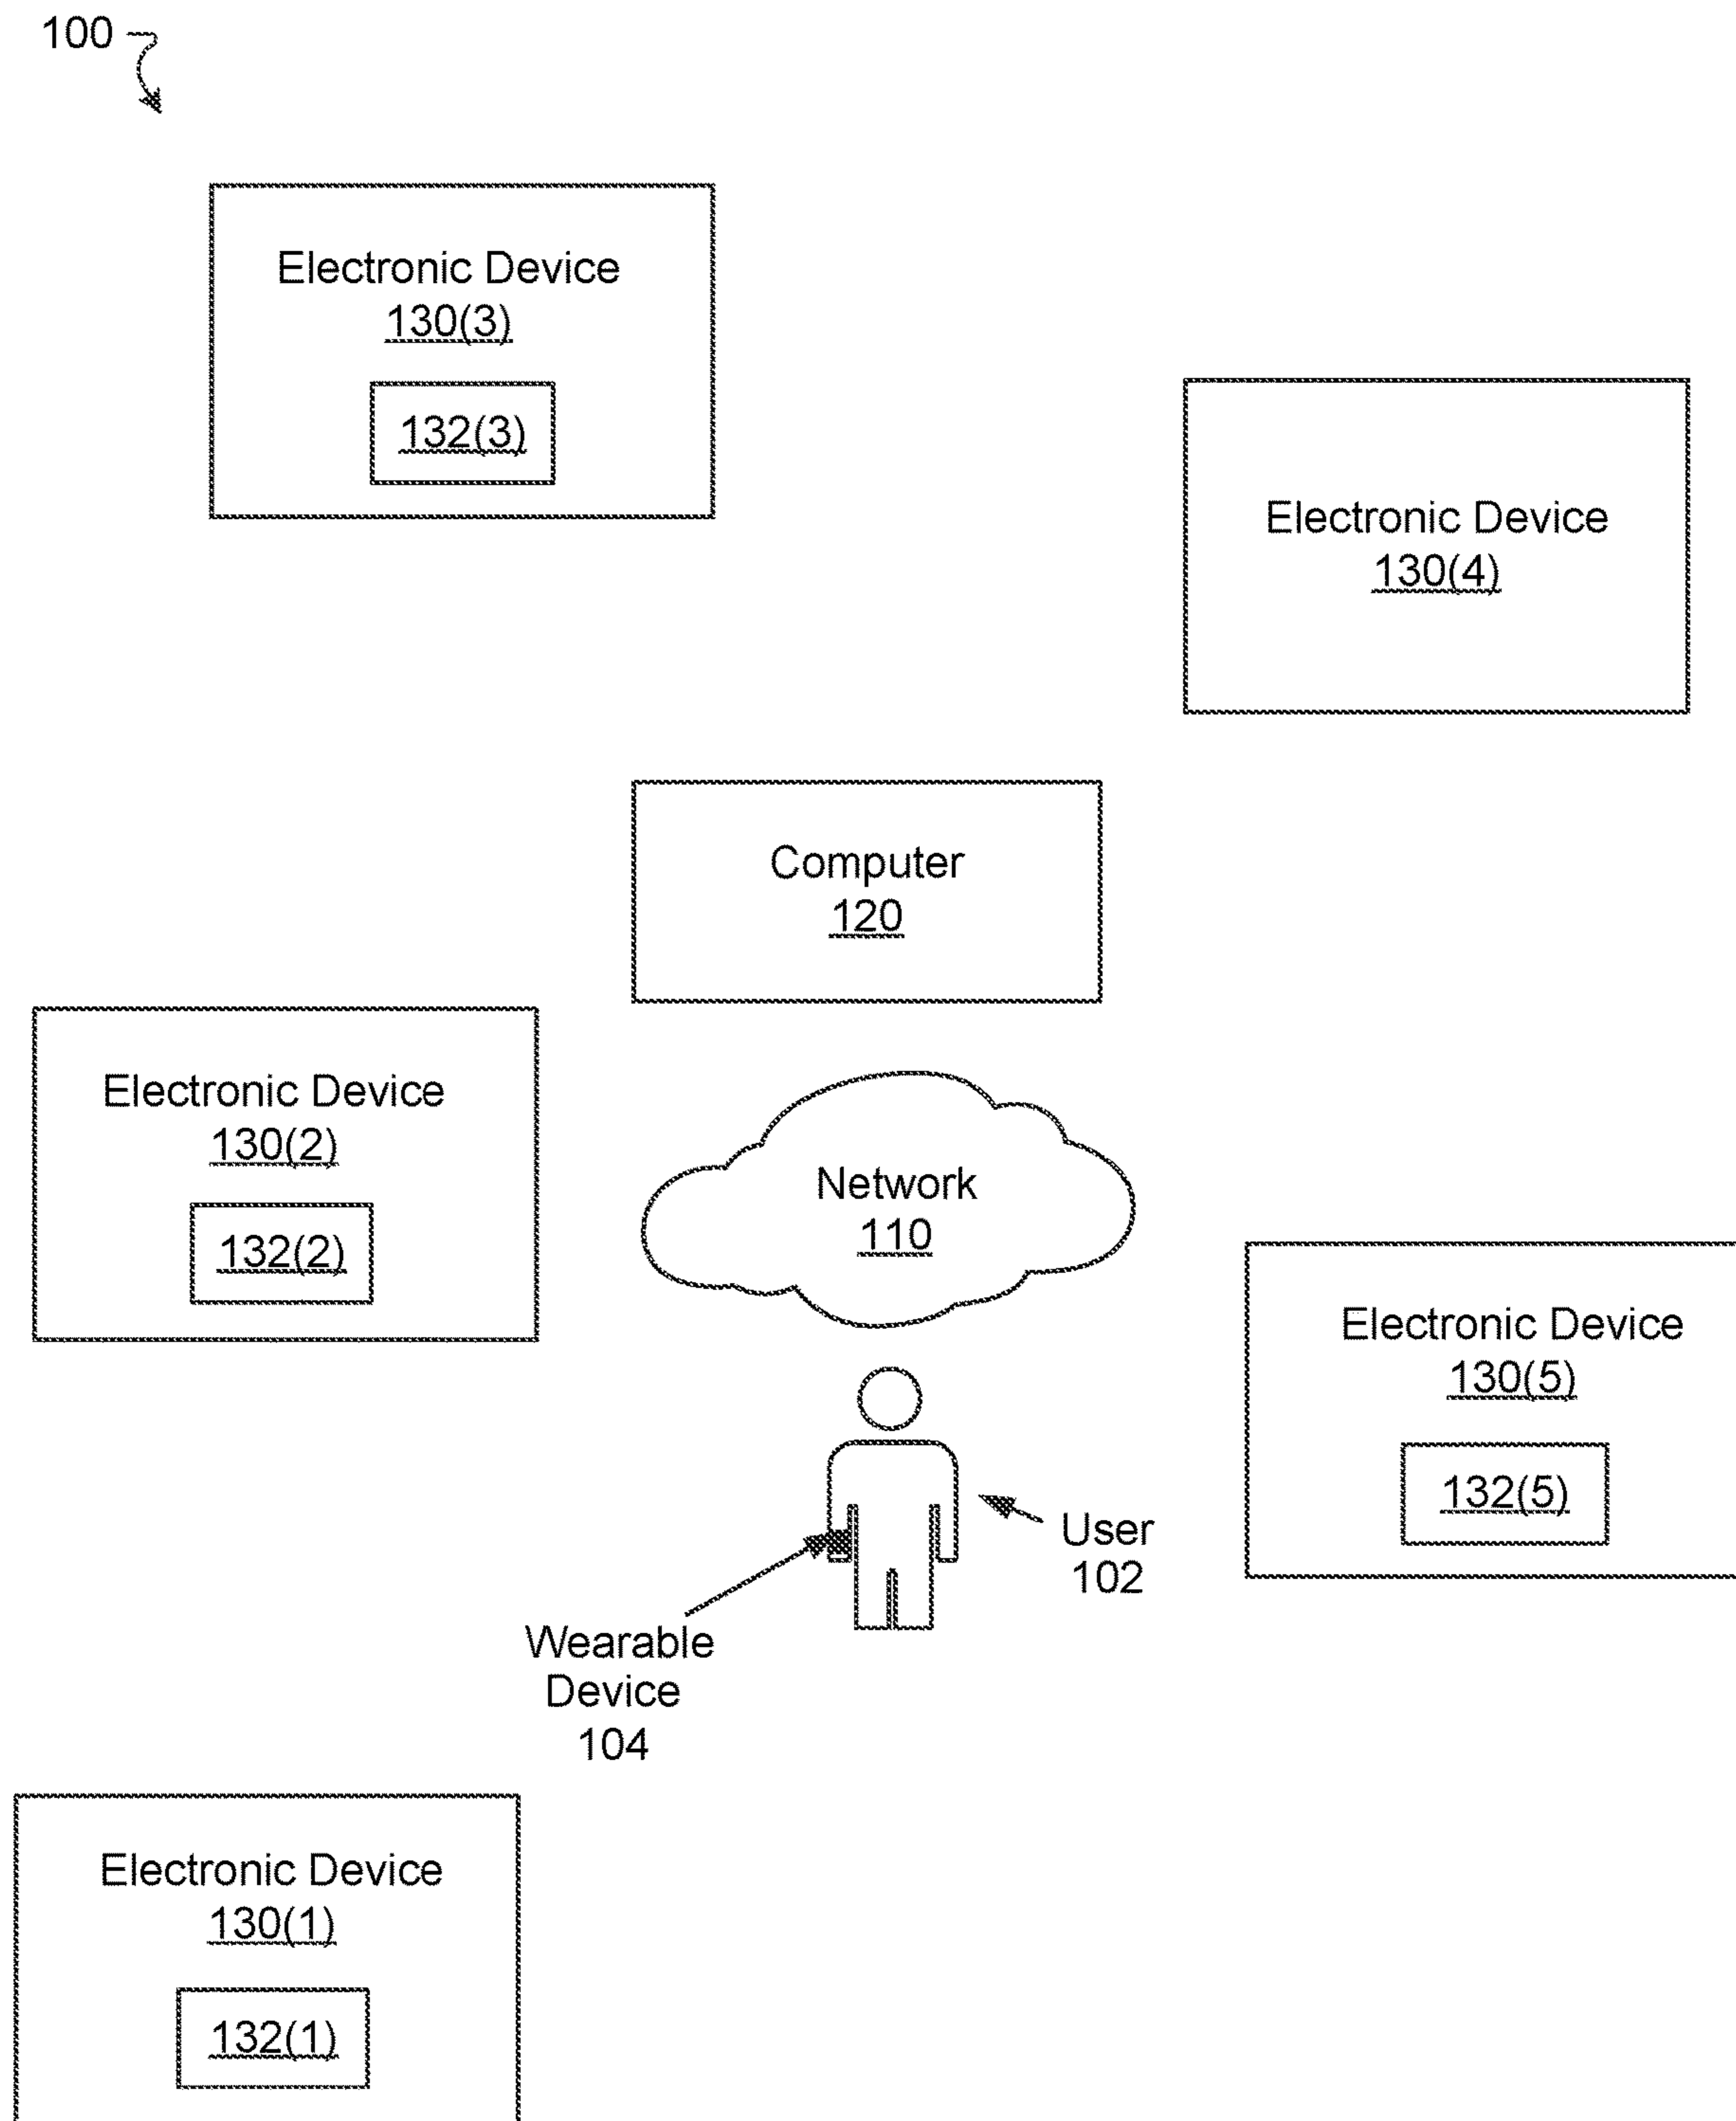 100
Electronic Device
130(3)
132(3)
Electronic Device
130(4)
Computer
120
Electronic Device
130(2)
132(2)
Network
110
Electronic Device
130(5)
132(5)
User
102
Wearable
Device
104
Electronic Device
130(1)
132(1)